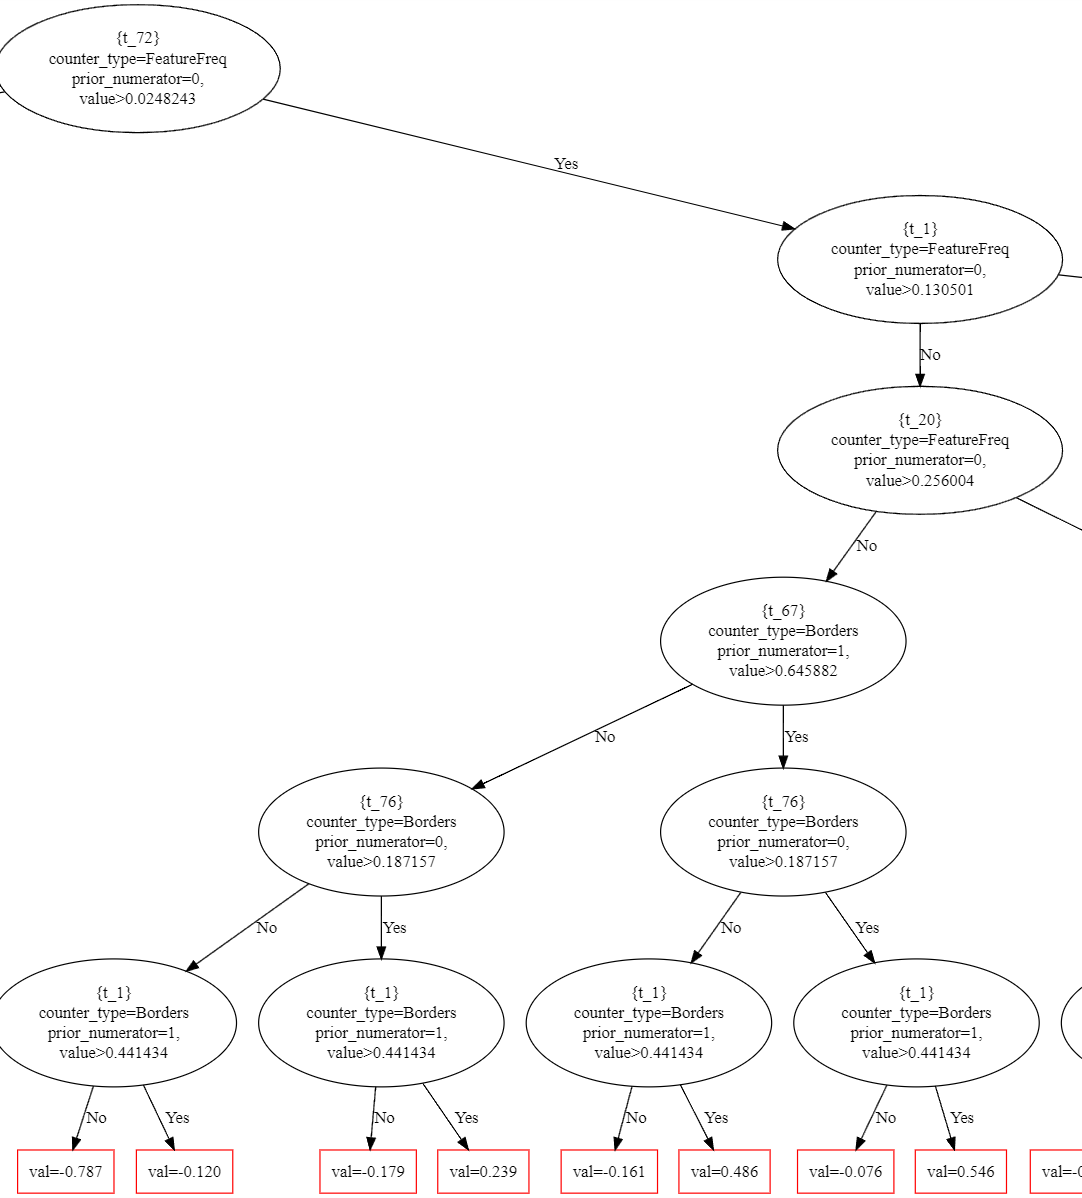 {t_72}
counter_type=FeatureFreq
prior_numerator=0,
value>0.0248243
Yes
{t_1}
counter_type=FeatureFreq
prior_numerator=0,
value>0.130501
No
{t_20}
counter_type=FeatureFreq
prior_numerator=0,
value>0.256004
No
{t_67}
counter_type=Borders
prior_numerator=1,
value>0.645882
No
Yes
{t_76}
counter_type=Borders
prior_numerator=0,
value>0.187157
{t_76}
counter_type=Borders
prior_numerator=0,
value>0.187157
No
Yes
No
Yes
{t_1}
counter_type=Borders
prior_numerator=1,
value>0.441434
{t_1}
counter_type=Borders
prior_numerator=1,
value>0.441434
{t_1}
counter_type=Borders
prior_numerator=1,
value>0.441434
{t_1}
counter_type=Borders
prior_numerator=1,
value>0.441434
No
Yes
No
Yes
No
Yes
No
Yes
val=-0.787
val=-0.120
val=-0.179
val=0.239
val=-0.161
val=0.486
val=-0.076
val=0.546